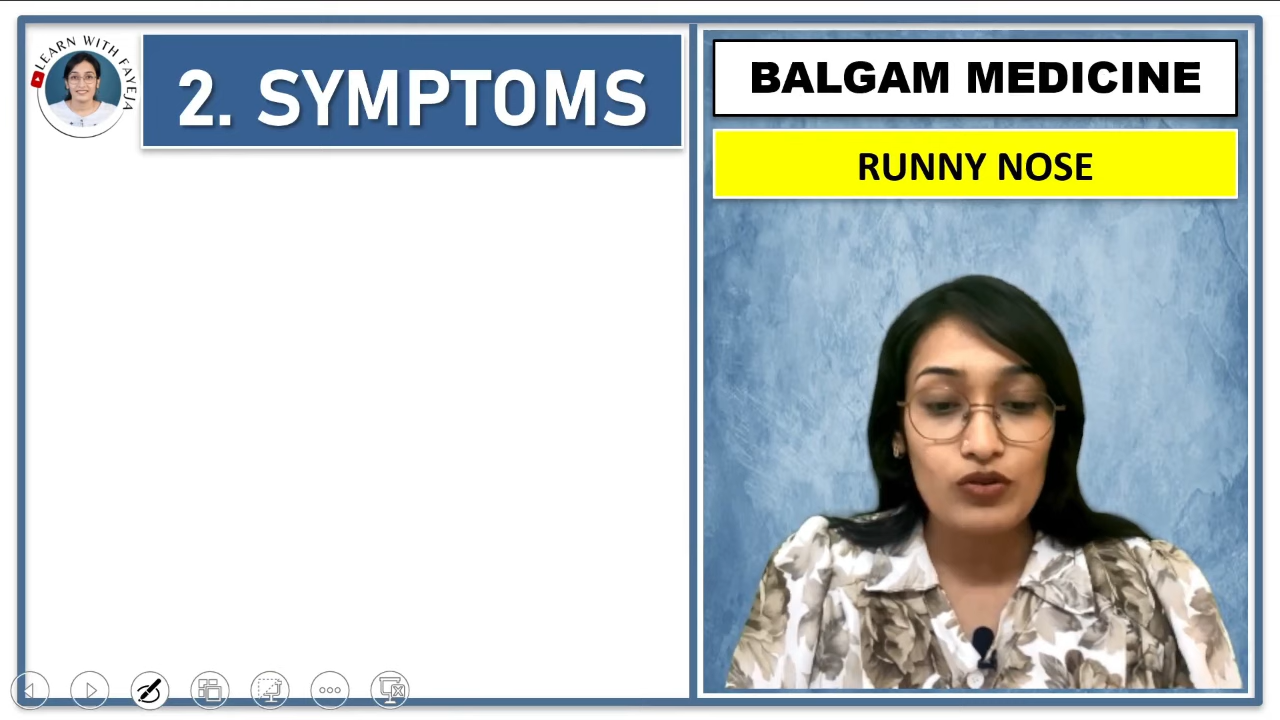 LEARN WITH FAYEJA
2. SYMPTOMS
BALGAM MEDICINE
RUNNY NOSE